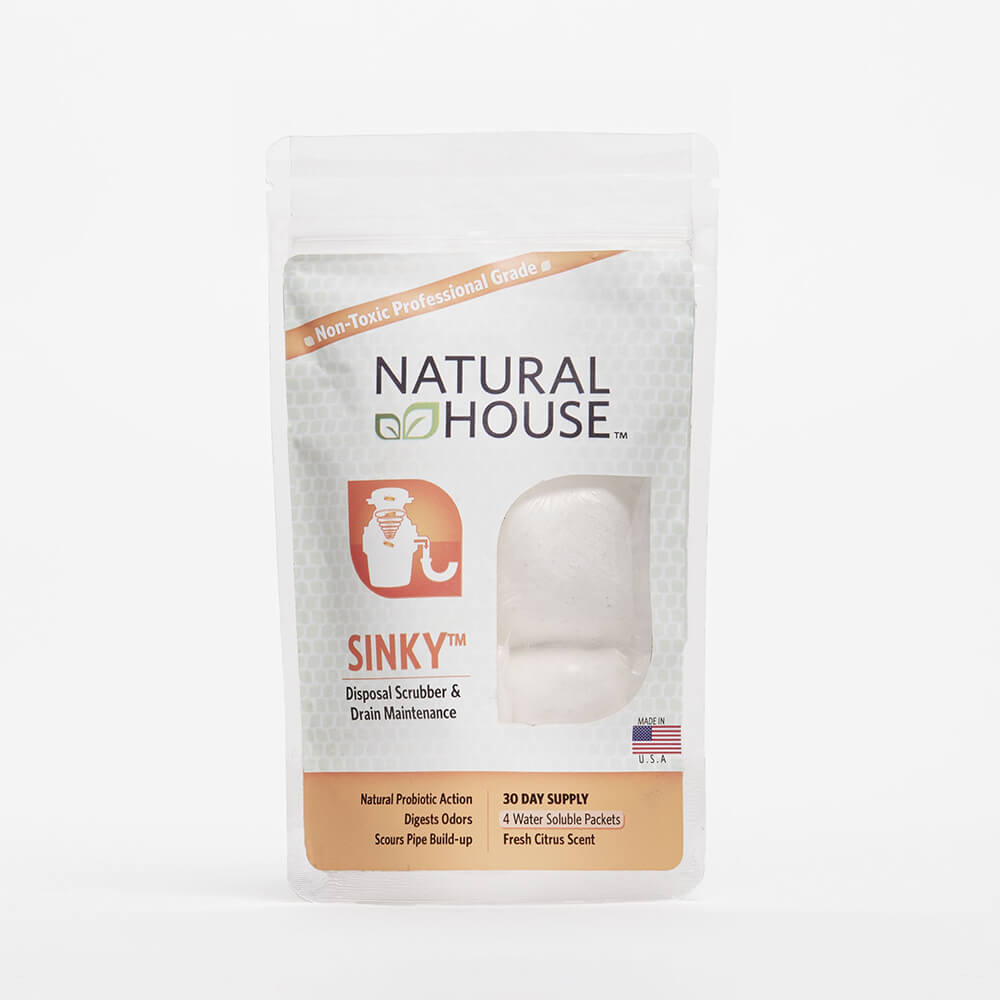 Non-Toxic Professional Grade
NATURAL
HOUSE™
SINKY™
Disposal Scrubber &
Drain Maintenance
MADE IN
U.S.A
Natural Probiotic Action
Digests Odors
Scours Pipe Build-up
30 DAY SUPPLY
4 Water Soluble Packets
Fresh Citrus Scent